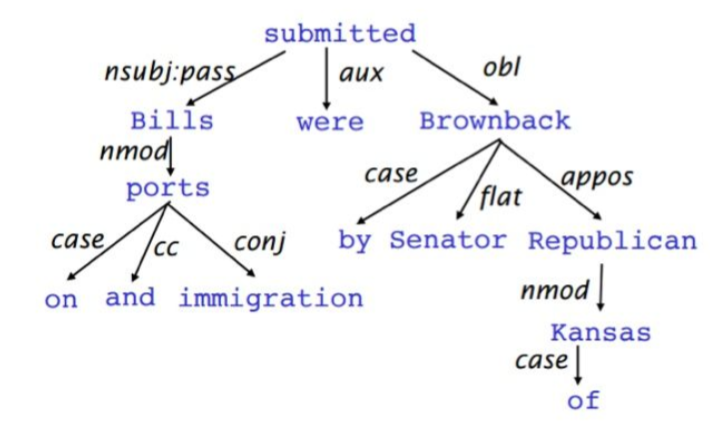 submitted
nsubj:pass aux obl
Bills were Brownback
nmod
ports
case flat appos
case cc conj
by Senator Republican
on and immigration
nmod
Kansas
case
of